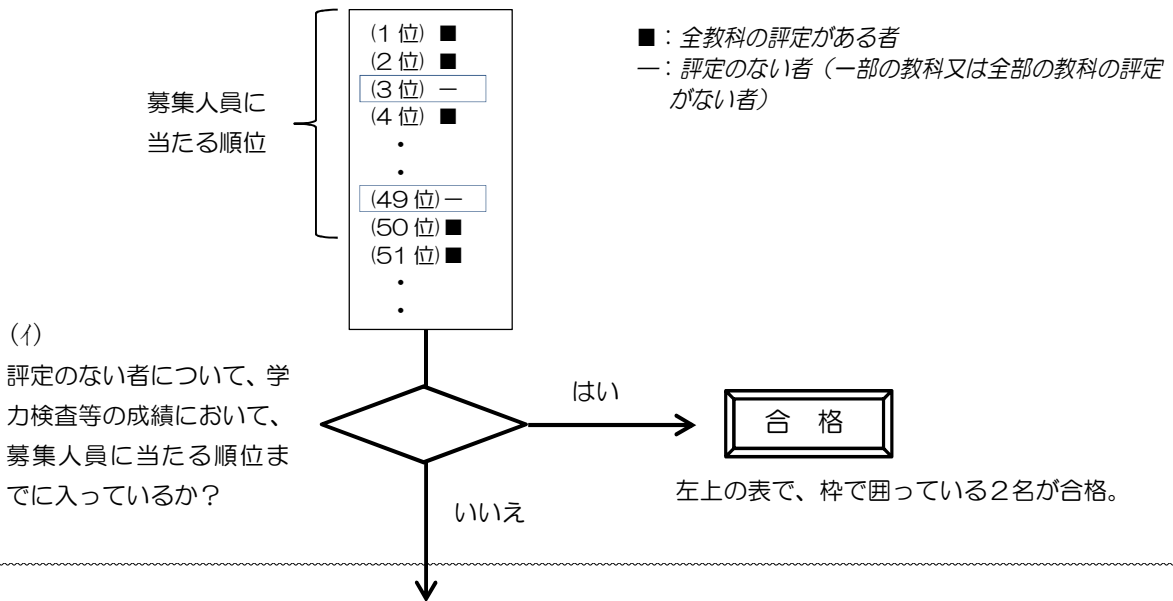 (1 位) ■
(2 位) ■
(3 位) －
(4 位) ■
・
・
(49 位)－
(50 位)■
(51 位)■
・
・
募集人員に
当たる順位
■：全教科の評定がある者
－：評定のない者（一部の教科又は全部の教科の評定
がない者）
(イ)
評定のない者について、学
力検査等の成績において、
募集人員に当たる順位ま
でに入っているか？
はい
合 格
左上の表で、枠で囲っている２名が合格。
いいえ